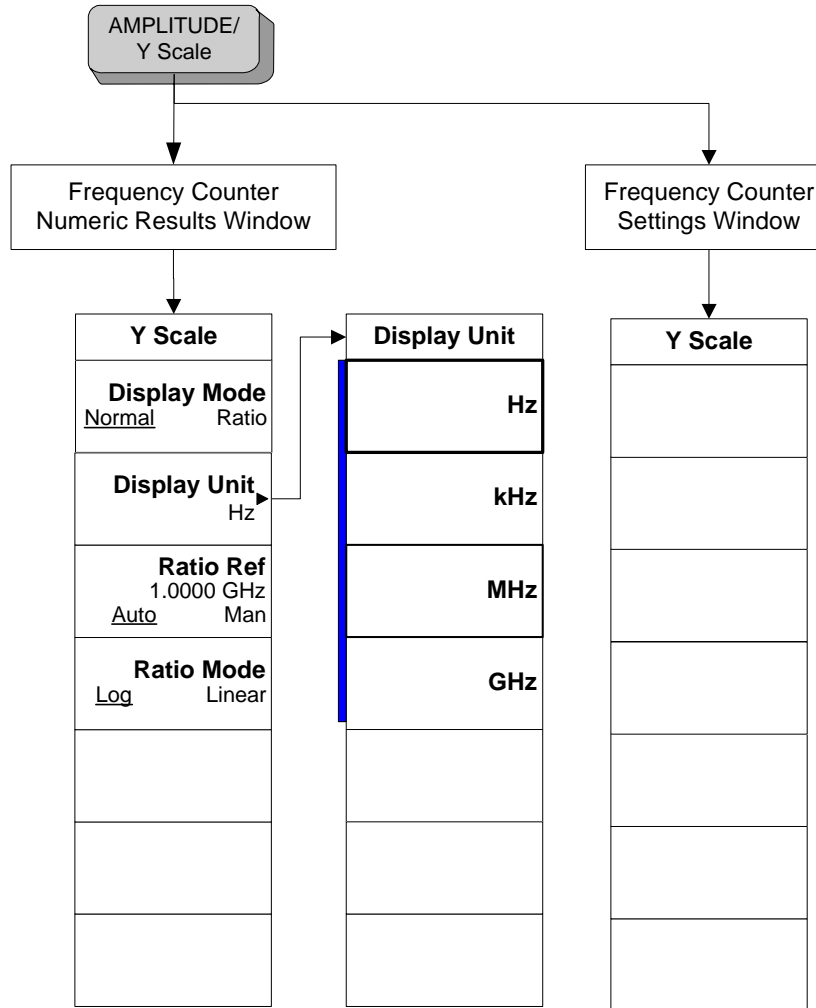 AMPLITUDE/
Y Scale
Frequency Counter
Numeric Results Window
Frequency Counter
Settings Window
Y Scale
Display Mode
Normal Ratio
Display Unit
Hz
Ratio Ref
1.0000 GHz
Auto Man
Ratio Mode
Log Linear
Display Unit
Hz
kHz
MHz
GHz
Y Scale